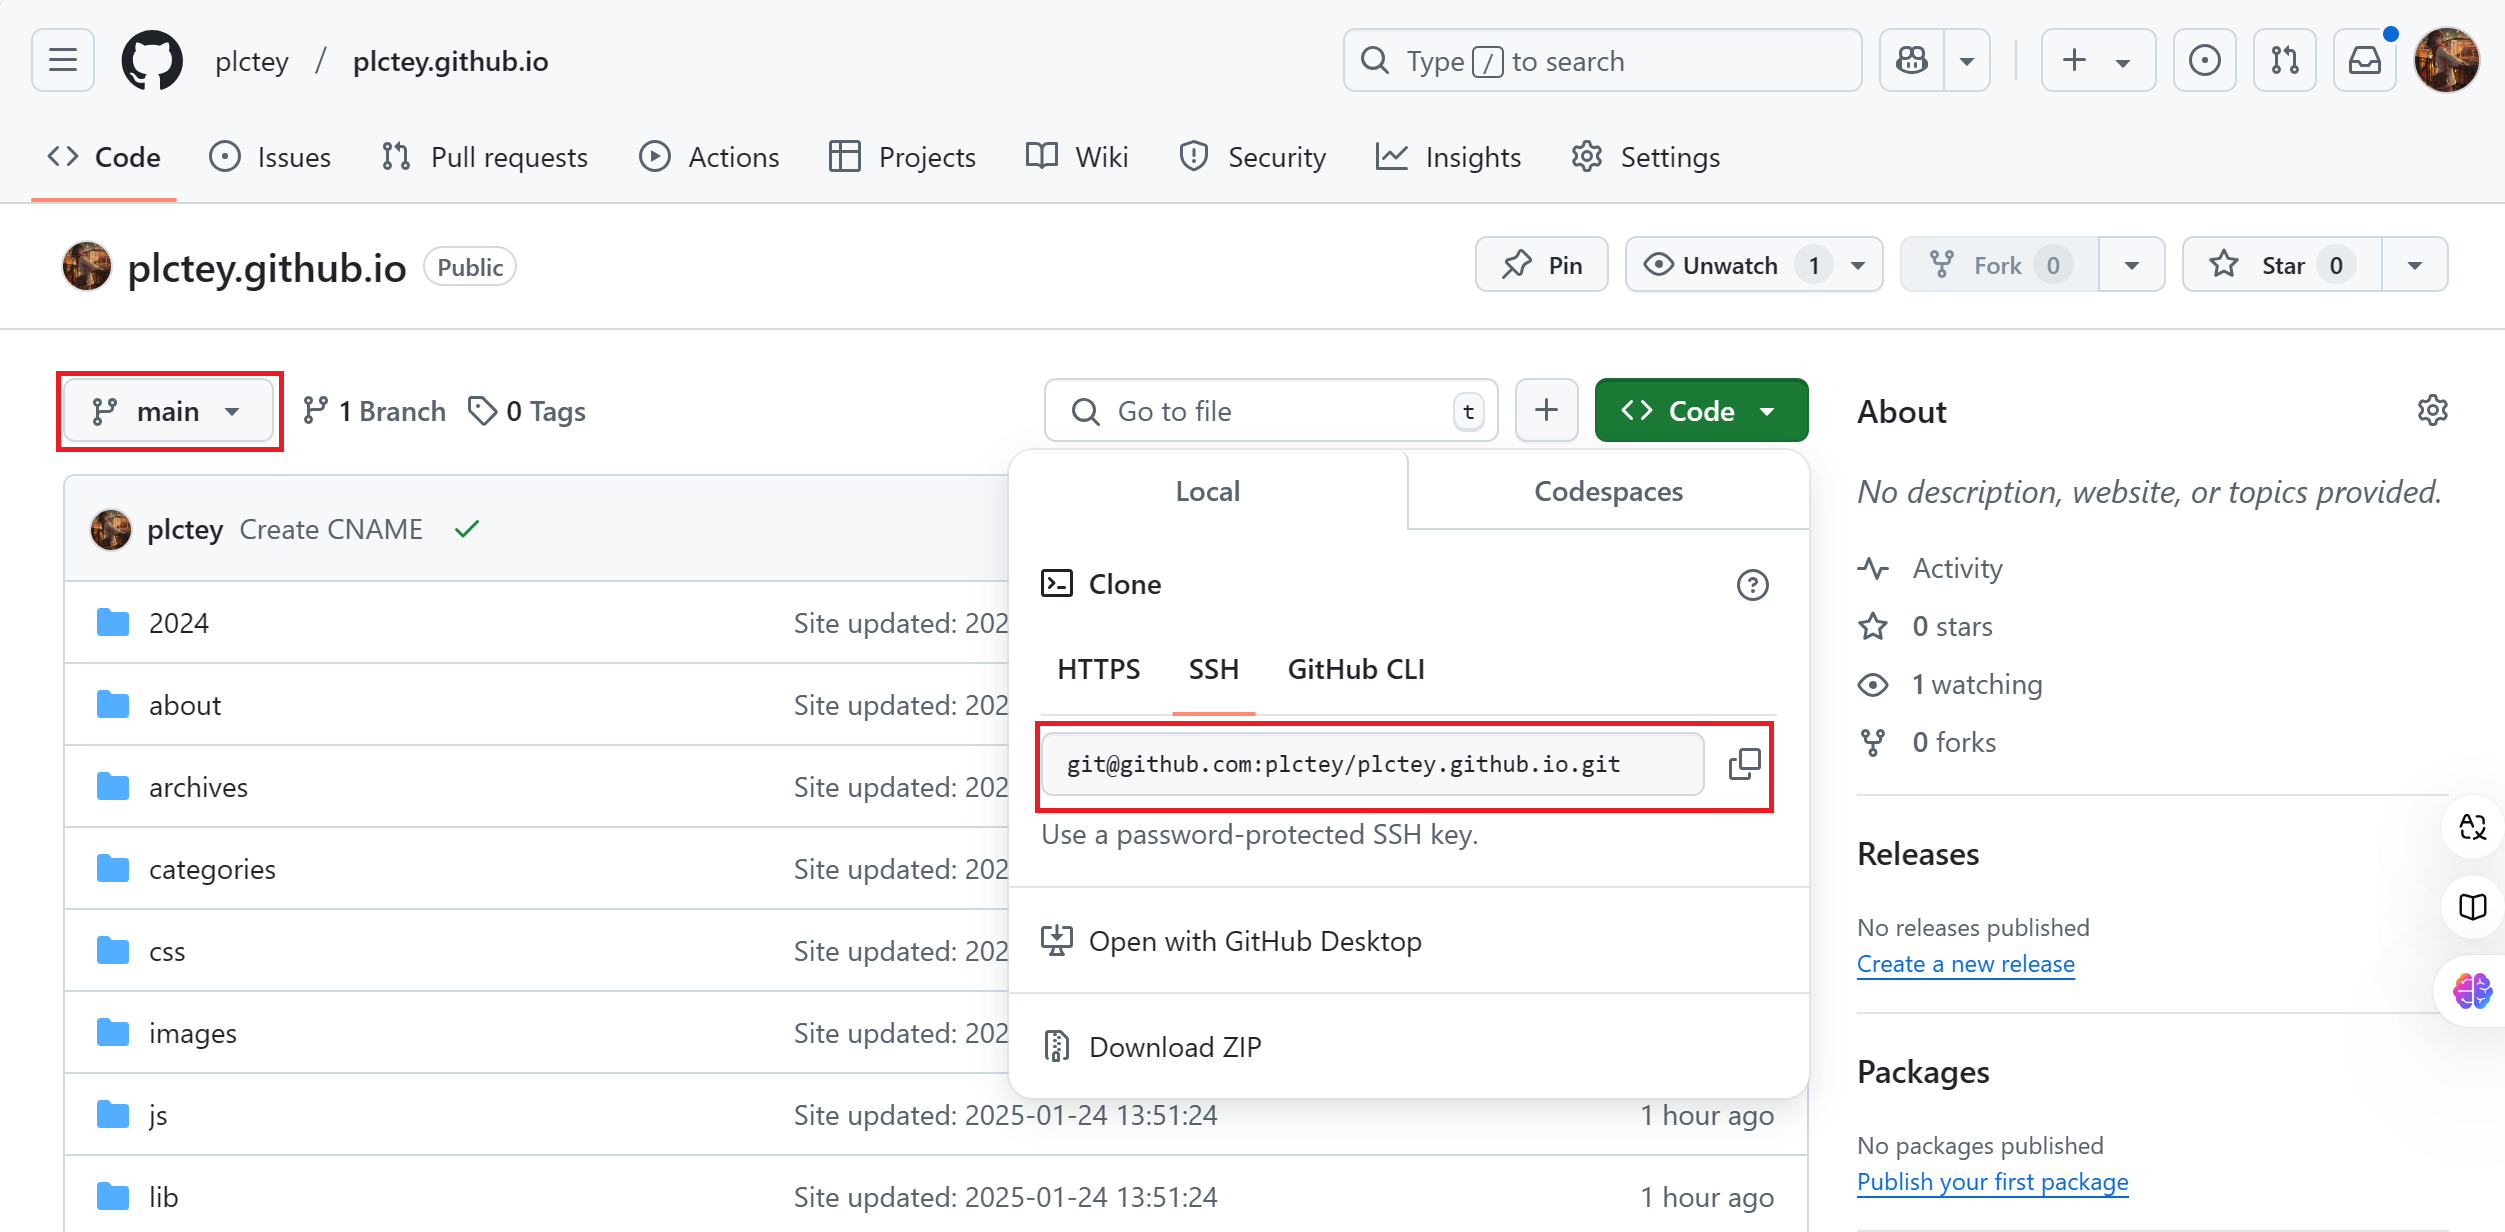 plctey / plctey.github.io
Type / to search
Code
Issues
Pull requests
Actions
Projects
Wiki
Security
Insights
Settings
plctey.github.io Public
Pin
Unwatch 1
Fork 0
Star 0
main
1 Branch
0 Tags
Go to file t
Code
About
No description, website, or topics provided.
Activity
0 stars
1 watching
0 forks
Releases
No releases published
Create a new release
Packages
No packages published
Publish your first package
Local
Codespaces
Clone
HTTPS
SSH
GitHub CLI
git@github.com:plctey/plctey.github.io.git
Use a password-protected SSH key.
Open with GitHub Desktop
Download ZIP
plctey Create CNAME
2024 Site updated: 202
about Site updated: 202
archives Site updated: 202
categories Site updated: 202
css Site updated: 202
images Site updated: 202
js Site updated: 2025-01-24 13:51:24 1 hour ago
lib Site updated: 2025-01-24 13:51:24 1 hour ago